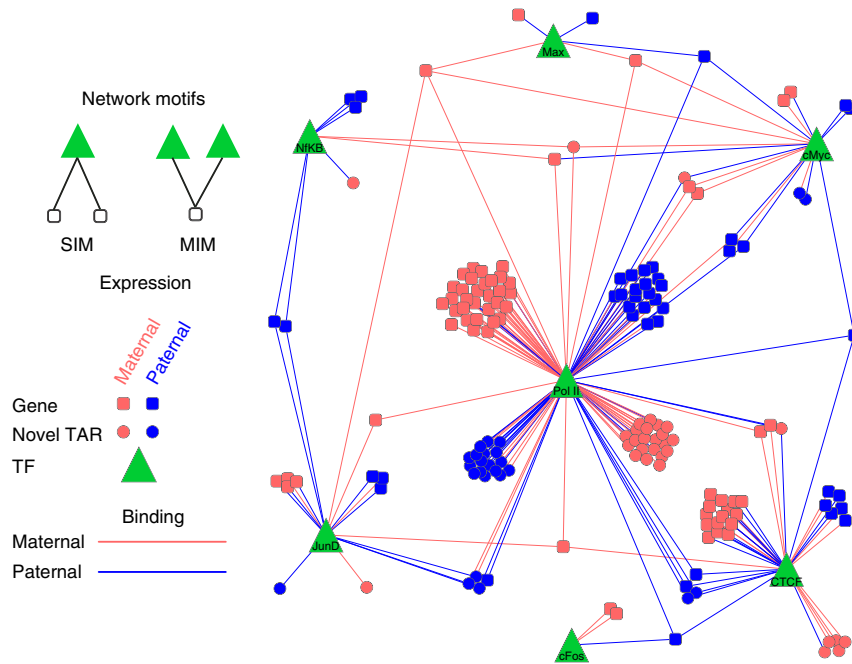 Network motifs
SIM
MIM
Expression
Maternal
Paternal
Gene
Novel TAR
TF
Binding
Maternal
Paternal
Max
NfKB
cMyc
Pol II
JunD
CTCF
cFos